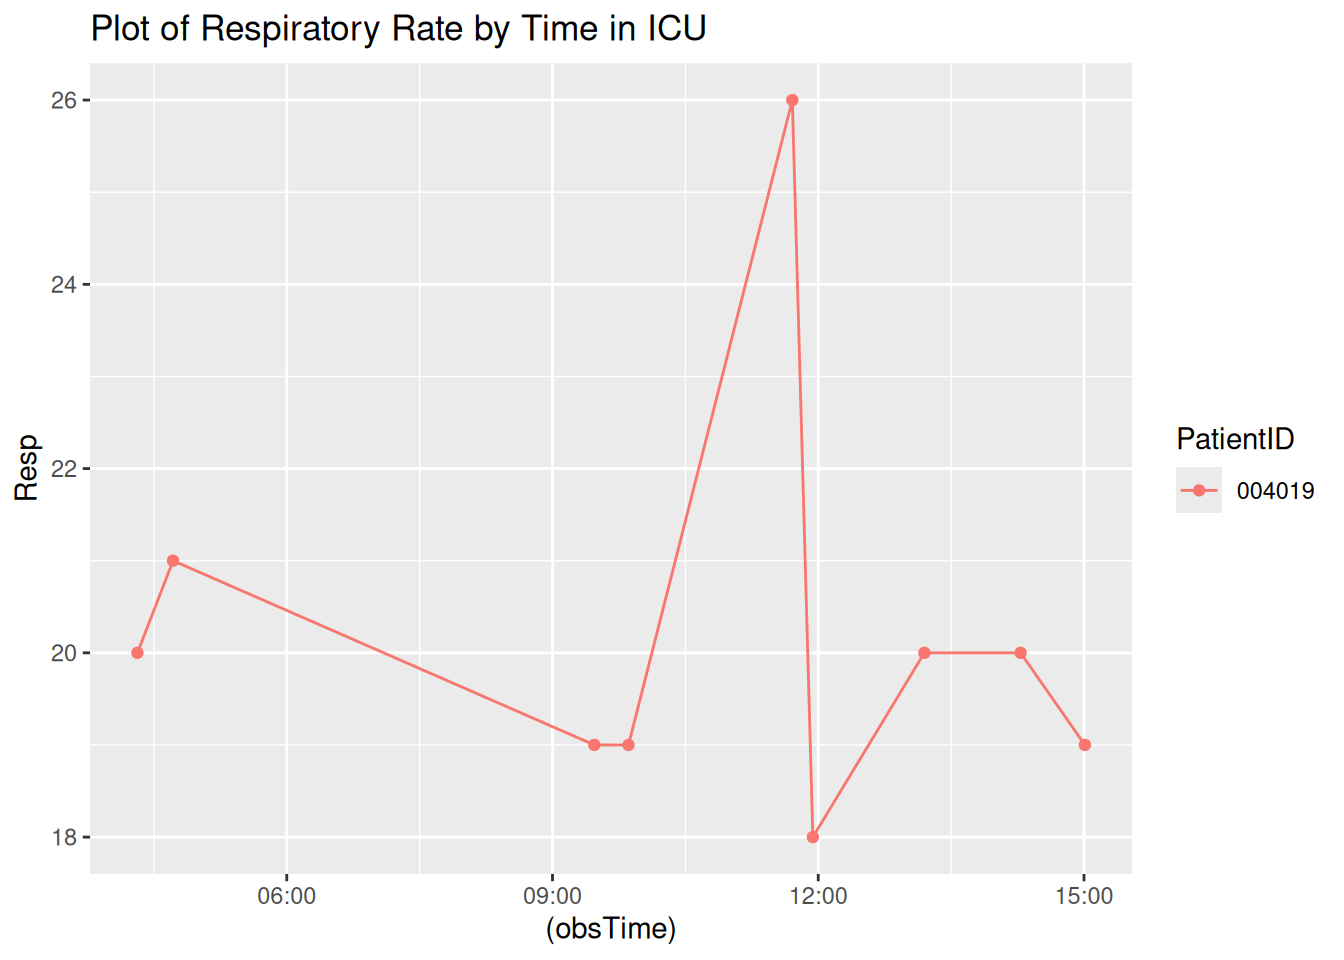 Plot of Respiratory Rate by Time in ICU
26
24
22
20
18
Resp
06:00 09:00 12:00 15:00
(obsTime)
PatientID
004019